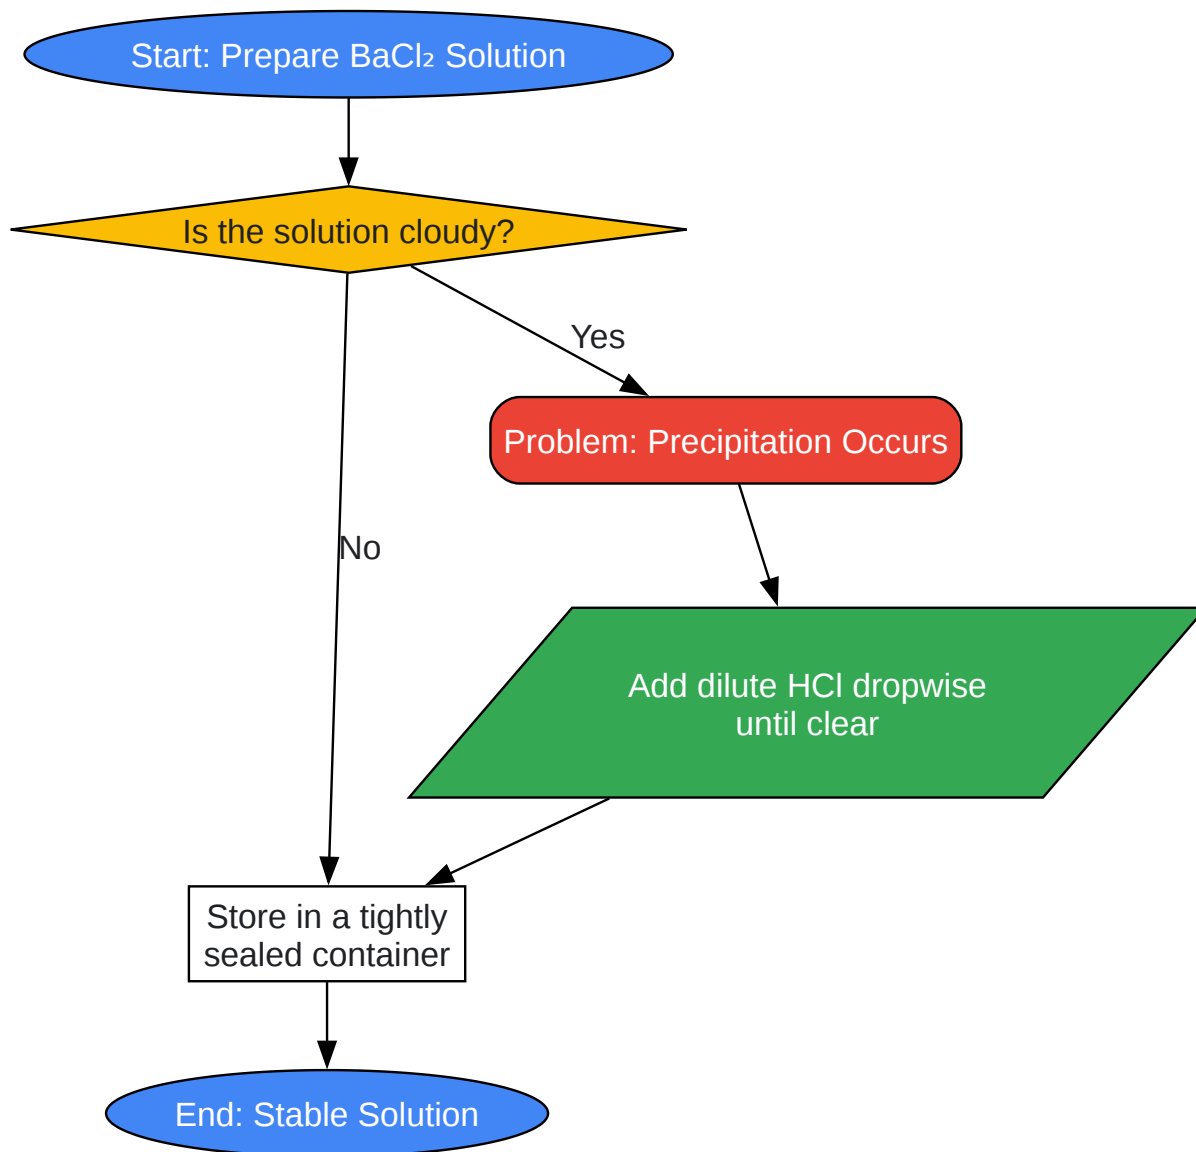 Start: Prepare BaCl₂ Solution
Is the solution cloudy?
Yes
Problem: Precipitation Occurs
No
Add dilute HCl dropwise
until clear
Store in a tightly
sealed container
End: Stable Solution